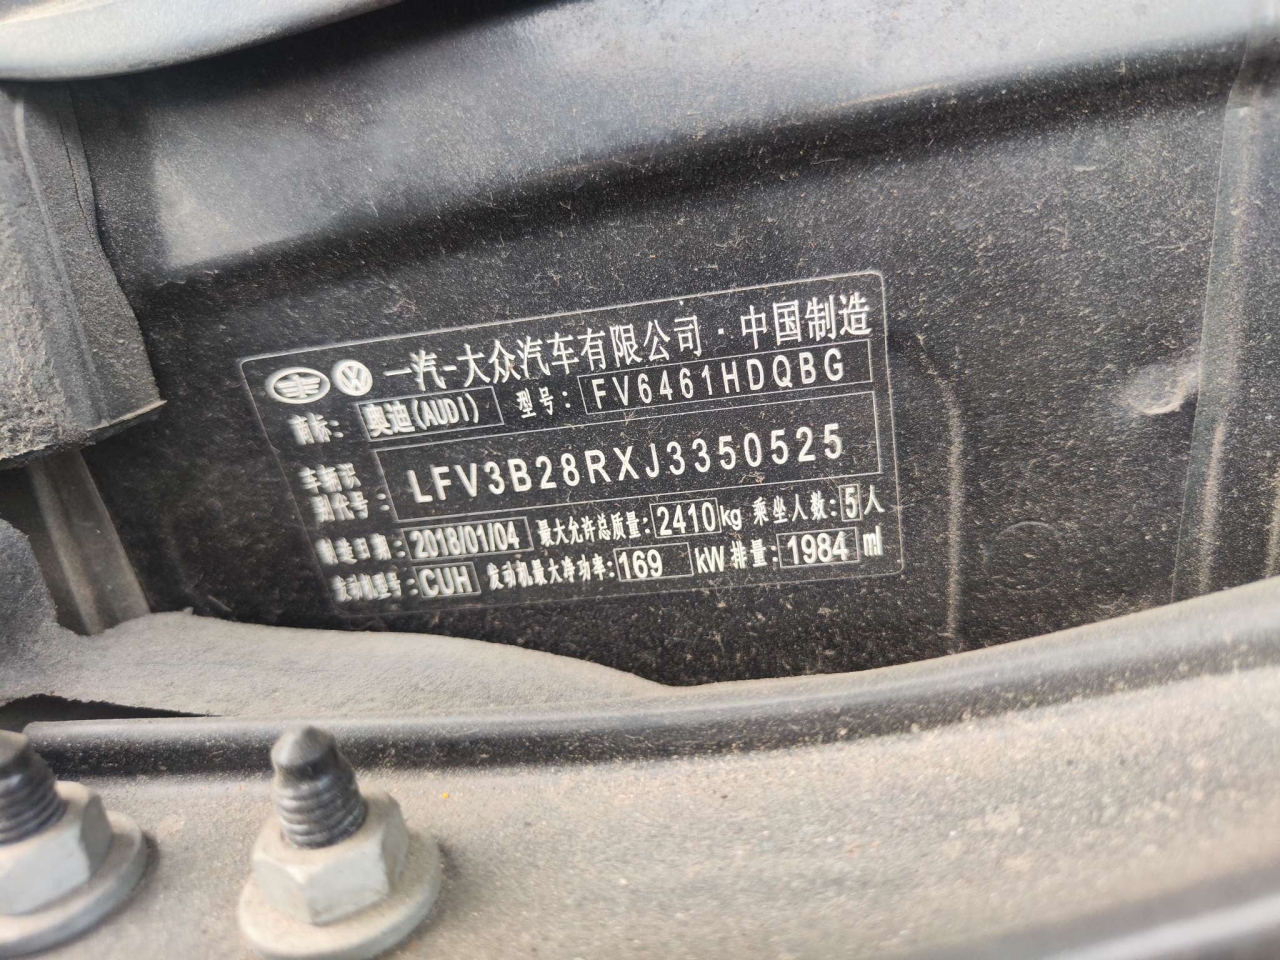 一汽-大众汽车有限公司·中国制造
商标: 奥迪(AUDI) 型号: FV6461HDQBG
车辆识别代号: LFV3B28RXJ3350525
制造日期: 2018/01/04 最大允许总质量: 2410 kg 乘坐人数: 5 人
发动机型号: CUH 发动机最大净功率: 169 kW 排量: 1984 ml